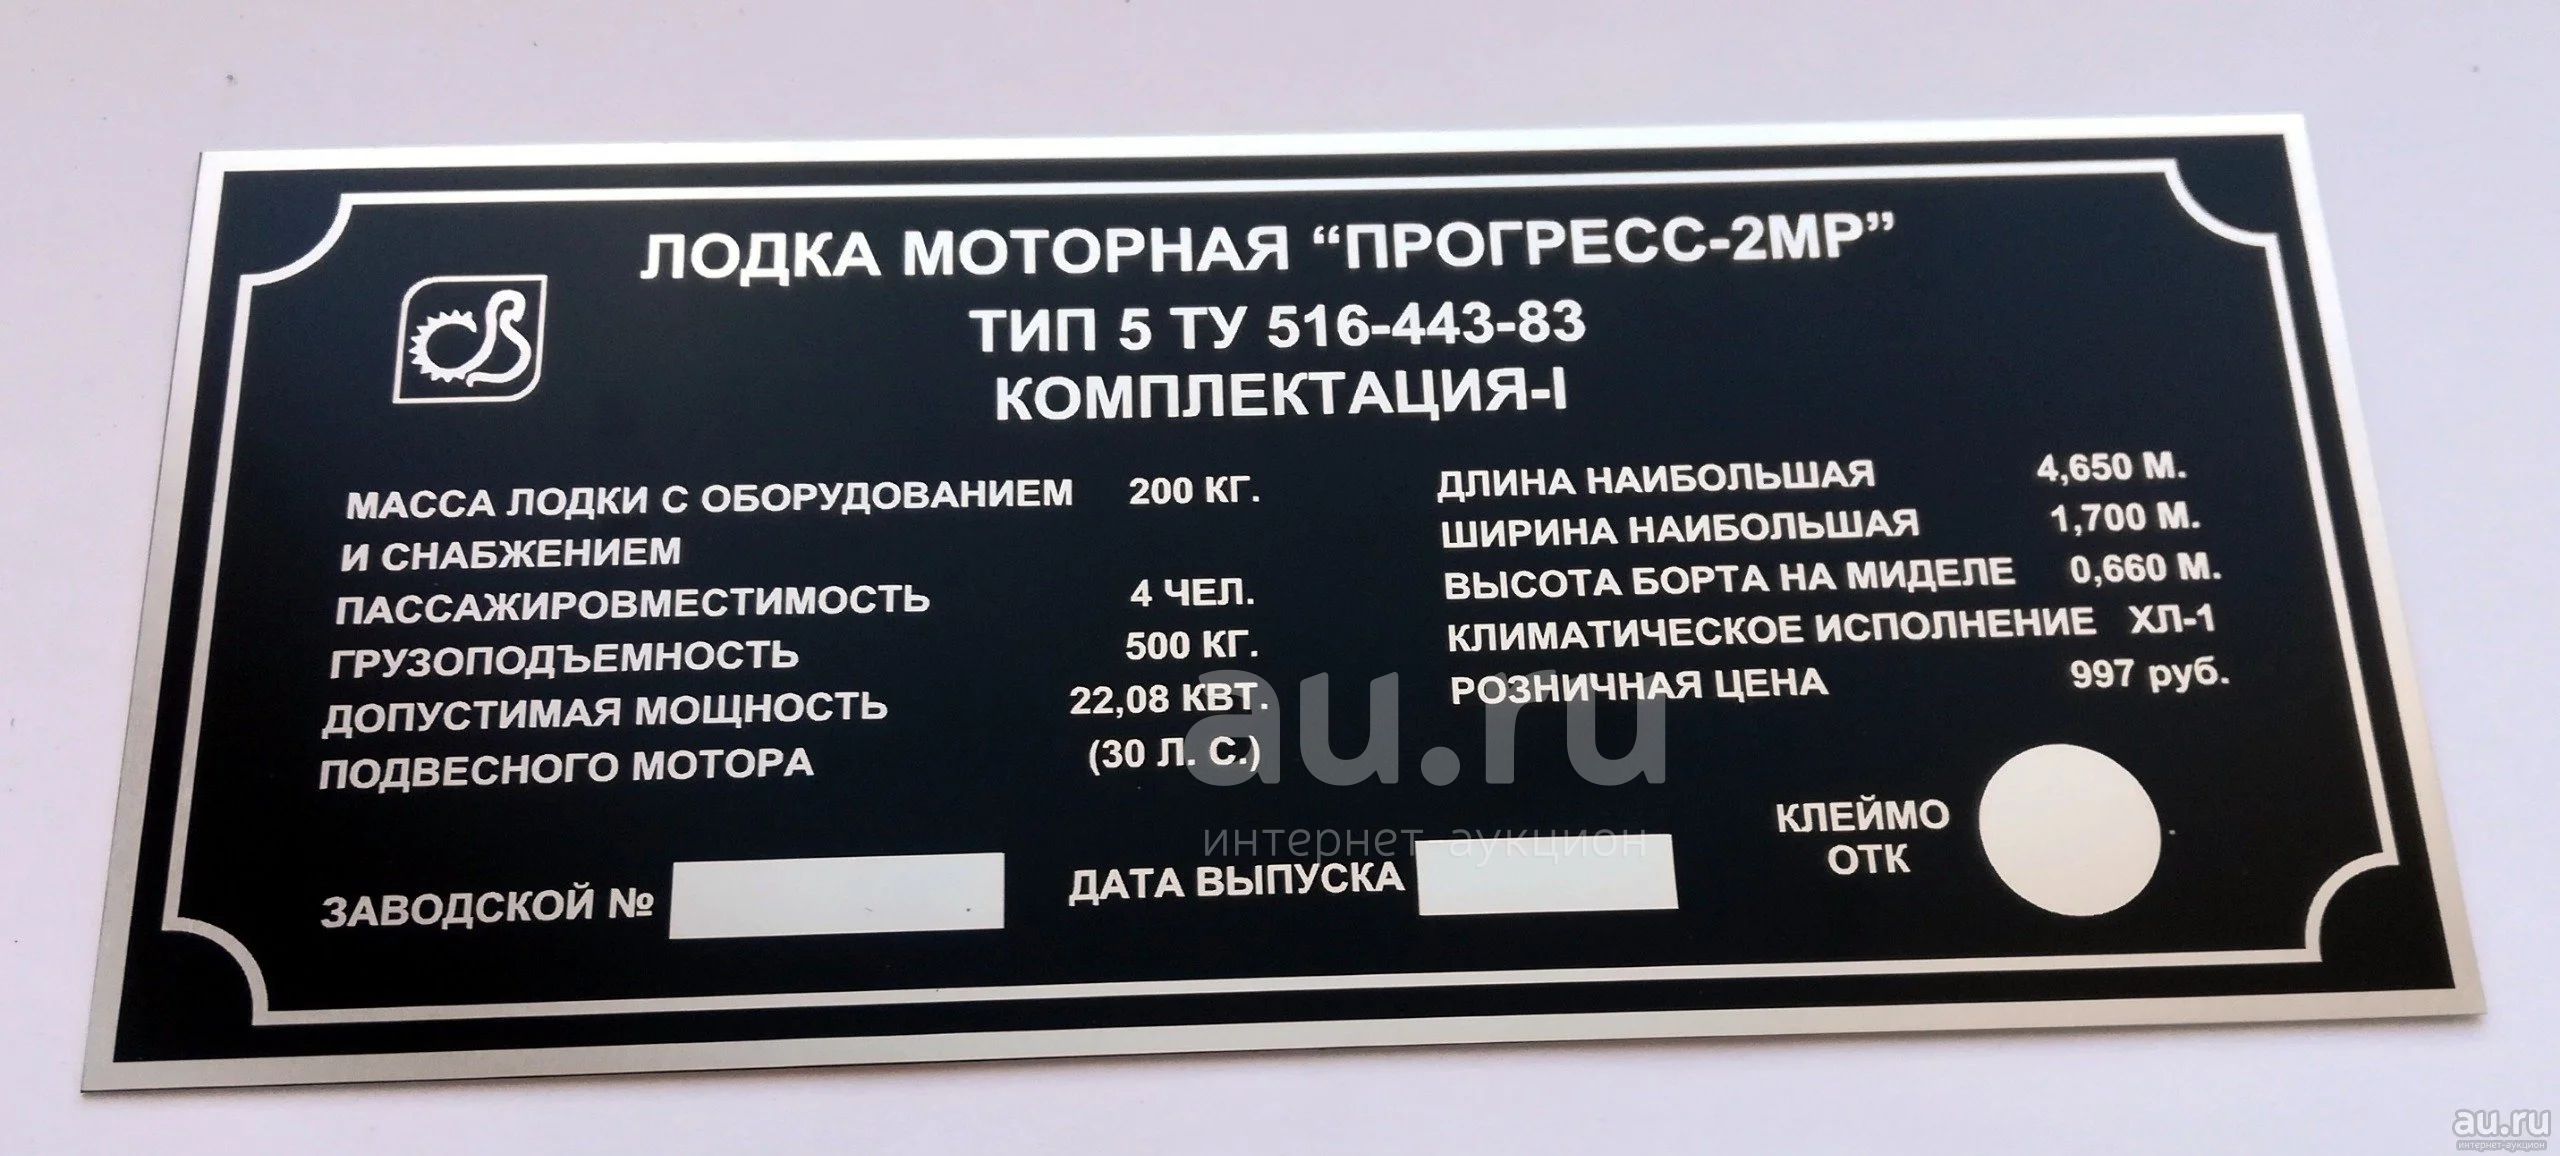 ЛОДКА МОТОРНАЯ “ПРОГРЕСС-2МР”
ТИП 5 ТУ 516-443-83
КОМПЛЕКТАЦИЯ-I
МАССА ЛОДКИ С ОБОРУДОВАНИЕМ 200 КГ.
И СНАБЖЕНИЕМ
ПАССАЖИРОВМЕСТИМОСТЬ 4 ЧЕЛ.
ГРУЗОПОДЪЕМНОСТЬ 500 КГ.
ДОПУСТИМАЯ МОЩНОСТЬ 22,08 КВТ.
ПОДВЕСНОГО МОТОРА (30 Л. С.)
ДЛИНА НАИБОЛЬШАЯ 4,650 М.
ШИРИНА НАИБОЛЬШАЯ 1,700 М.
ВЫСОТА БОРТА НА МИДЕЛЕ 0,660 М.
КЛИМАТИЧЕСКОЕ ИСПОЛНЕНИЕ ХЛ-1
РОЗНИЧНАЯ ЦЕНА 997 руб.
au.ru
интернет-аукцион
КЛЕЙМО
ОТК
ЗАВОДСКОЙ № ДАТА ВЫПУСКА
au.ru
интернет-аукцион